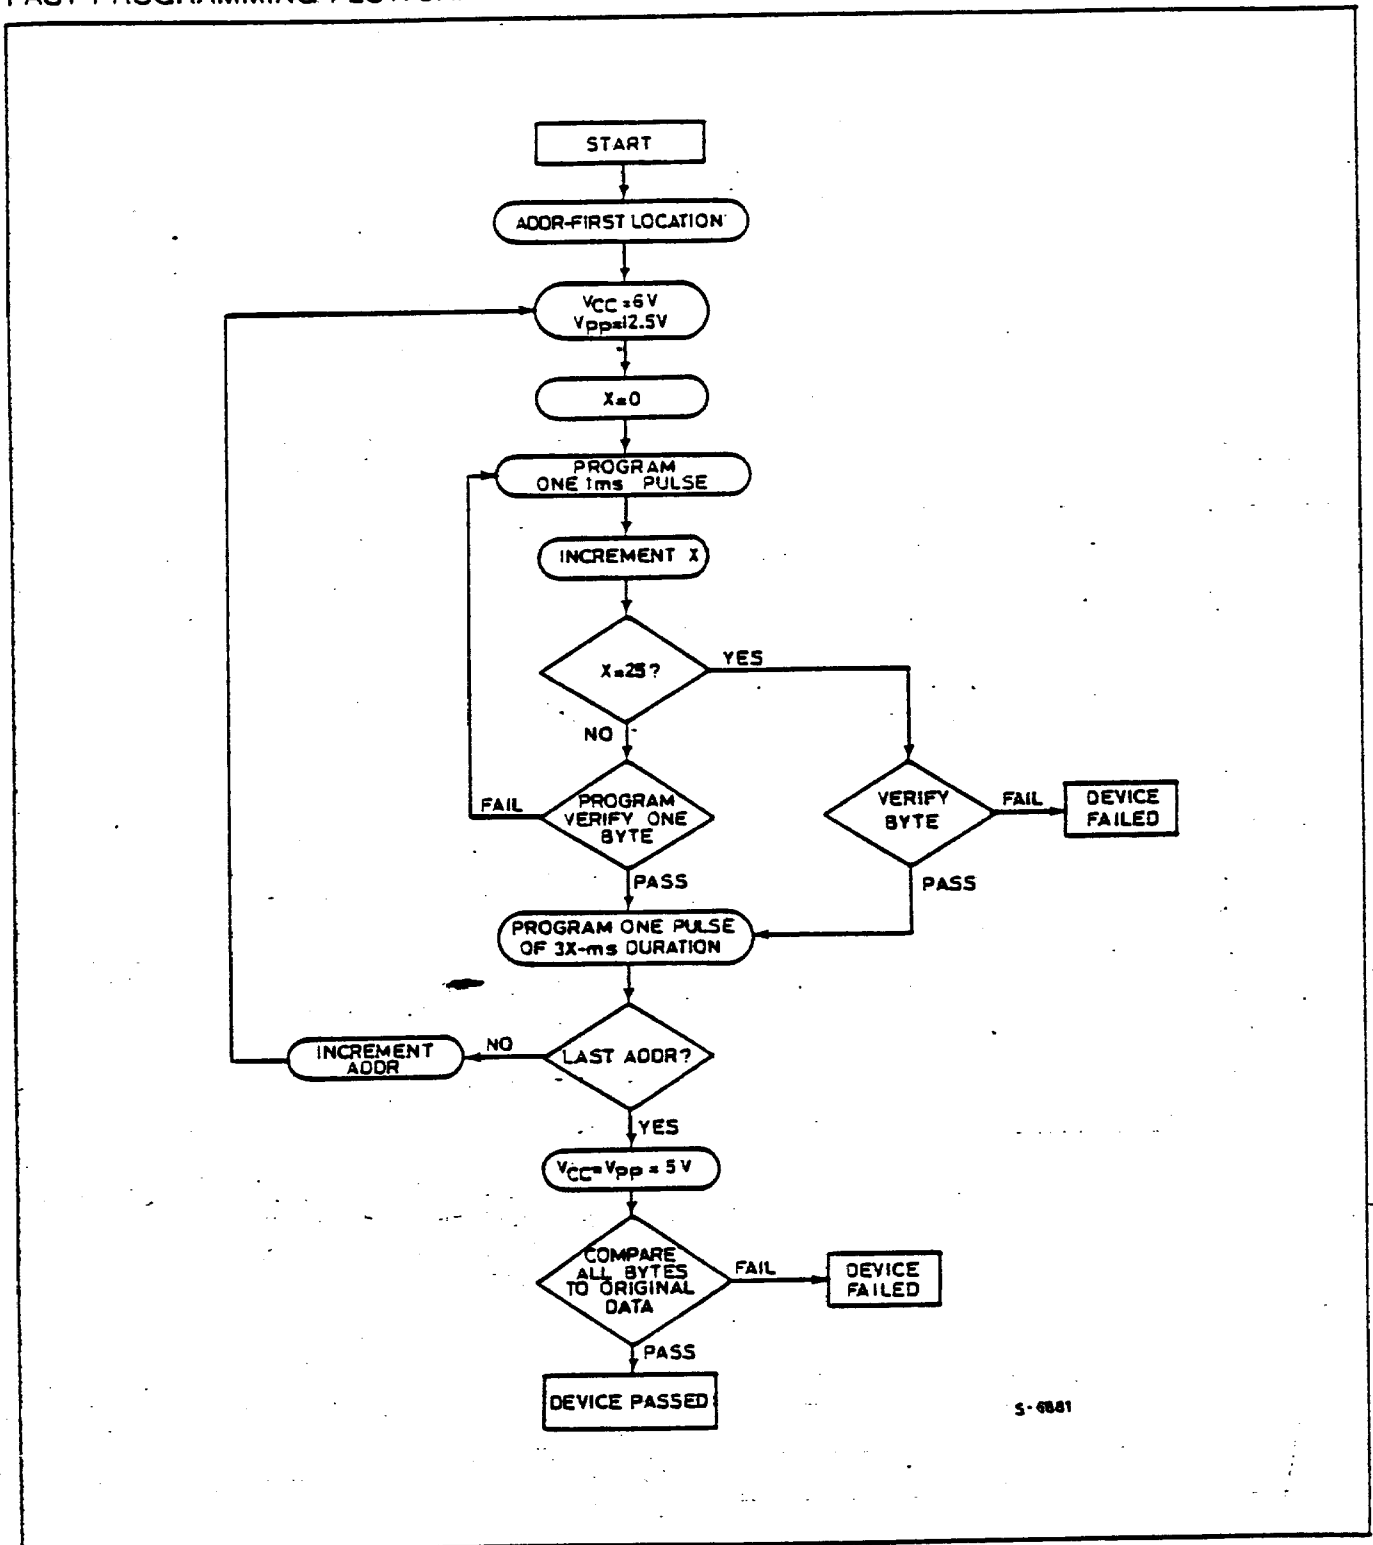 FAST PROGRAMMING
START
ADDR-FIRST LOCATION
VCC=6V
Vpp=12.5V
X=0
PROGRAM
ONE 1ms PULSE
INCREMENT X
X=25?
YES
NO
PROGRAM
VERIFY ONE
BYTE
FAIL
VERIFY
BYTE
FAIL
DEVICE
FAILED
PASS
PASS
PROGRAM ONE PULSE
OF 3X-ms DURATION
LAST ADDR?
NO
INCREMENT
ADDR
YES
VCC=Vpp = 5V
COMPARE
ALL BYTES
TO ORIGINAL
DATA
FAIL
DEVICE
FAILED
PASS
DEVICE PASSED
S-6881